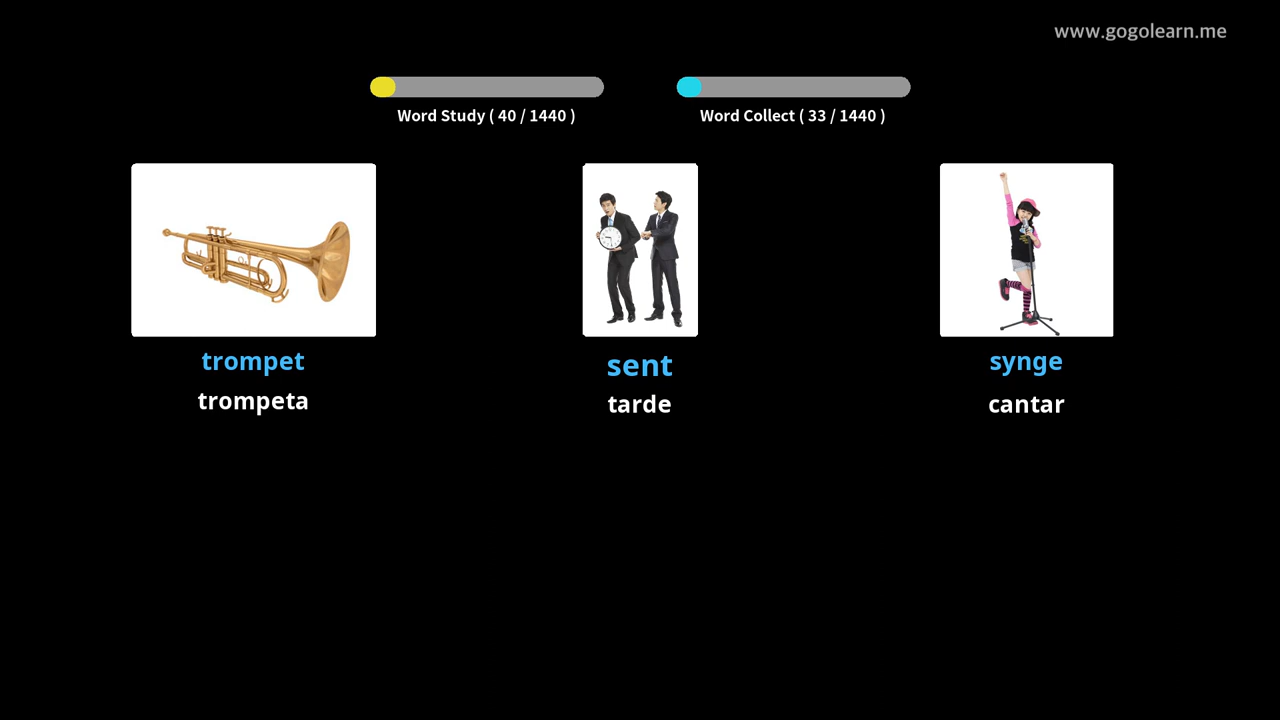 www.gogolearn.me
Word Study ( 40 / 1440 )
Word Collect ( 33 / 1440 )
trompet
trompeta
sent
tarde
synge
cantar